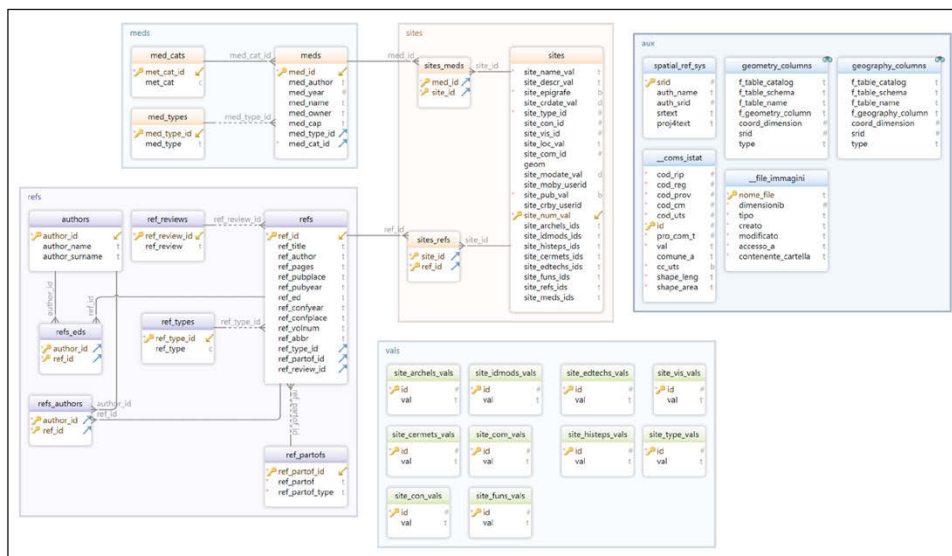 meds
med_cats
met_cat_id
met_cat c
med_types
med_type_id
med_type t
med_cat_id
med_type_id
meds
med_id
med_author t
med_year #
med_name t
med_owner t
med_cap t
med_type_id
med_cat_id
sites
med_id
site_id
sites_meds
med_id
site_id
sites
site_name_val t
site_descr_val t
site_epigrafe b
site_crdate_val d
site_type_id #
site_con_id #
site_vis_id #
site_loc_val t
site_com_id #
geom
site_modate_val d
site_moby_userid
site_pub_val b
site_crby_userid
site_num_val
site_archels_ids t
site_idmods_ids t
site_histeps_ids t
site_cermets_ids t
site_edtechs_ids t
site_funs_ids t
site_refs_ids t
site_meds_ids t
ref_id
site_id
sites_refs
site_id
ref_id
aux
spatial_ref_sys
srid #
auth_name t
auth_srid #
srtext t
proj4text t
geometry_columns
f_table_catalog t
f_table_schema t
f_table_name t
f_geometry_column t
coord_dimension #
srid #
type t
geography_columns
f_table_catalog t
f_table_schema t
f_table_name t
f_geography_column t
coord_dimension #
srid #
type t
__coms_istat
cod_rip #
cod_reg #
cod_prov #
cod_cm #
cod_uts #
id #
pro_com_t t
val t
comune_a t
cc_uts b
shape_leng t
shape_area t
__file_immagini
nome_file t
dimensionib #
tipo t
creato t
modificato t
accesso_a t
contenente_cartella t
refs
authors
author_id
author_name t
author_surname t
ref_reviews
ref_review_id
ref_review t
ref_review_id
refs
ref_id
ref_title t
ref_author t
ref_pages t
ref_pubplace t
ref_pubyear t
ref_ed t
ref_confyear t
ref_confplace t
ref_volnum t
ref_abbr t
ref_type_id
ref_partof_id
ref_review_id
author_id
ref_id
refs_eds
author_id
ref_id
ref_types
ref_type_id
ref_type c
ref_type_id
refs_authors
author_id
ref_id
author_id
ref_id
ref_partof_id
ref_partofs
ref_partof_id
ref_partof t
ref_partof_type t
vals
site_archels_vals
id #
val t
site_idmods_vals
id #
val t
site_edtechs_vals
id #
val t
site_vis_vals
id #
val t
site_cermets_vals
id #
val t
site_com_vals
id #
val t
site_histeps_vals
id #
val t
site_type_vals
id #
val t
site_con_vals
id #
val t
site_funs_vals
id #
val t